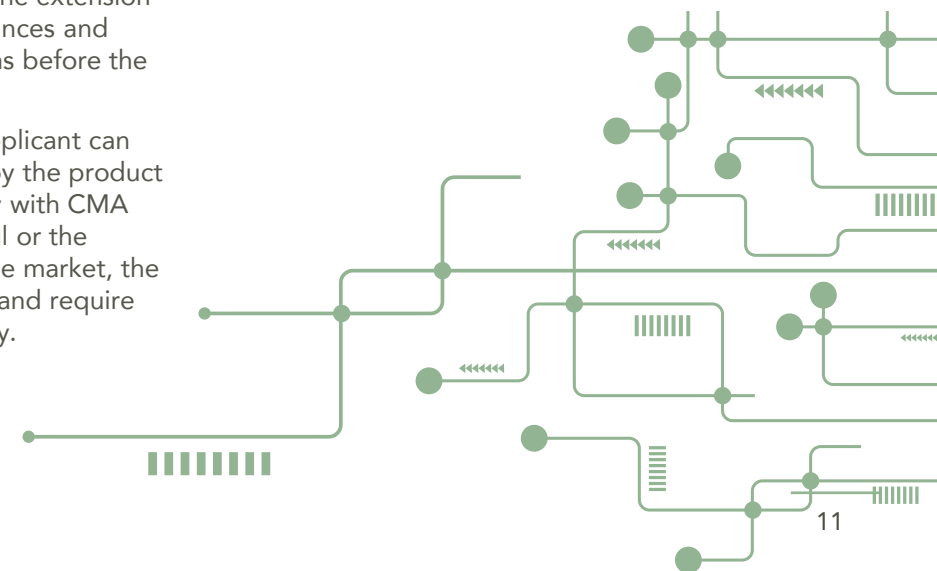 ne extension
nces and
ns before the
plicant can
by the product
with CMA
l or the
e market, the
and require
y.
11